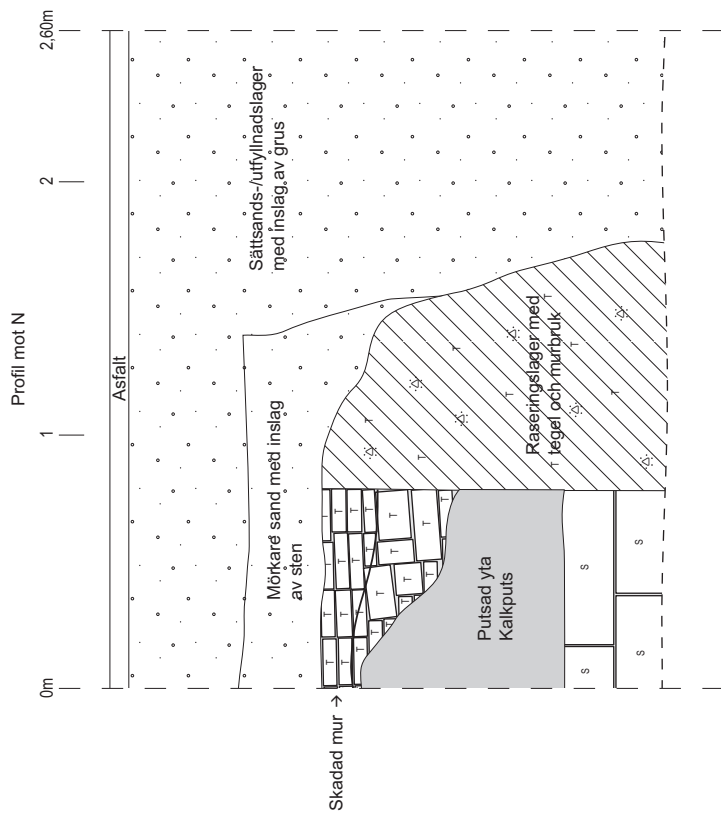 Profil mot N
0m
1
2
2,60m
Asfalt
Sättsands-/utfyllnadslager
med inslag av grus
Mörkare sand med inslag
av sten
Skadad mur →
T T T T
T T T T
T T T T
T T T T
T T T
T T T
T T
T
Raseringslager med
tegel och murbruk
T T T T T T T T T
Putsad yta
Kalkputs
S S
S S